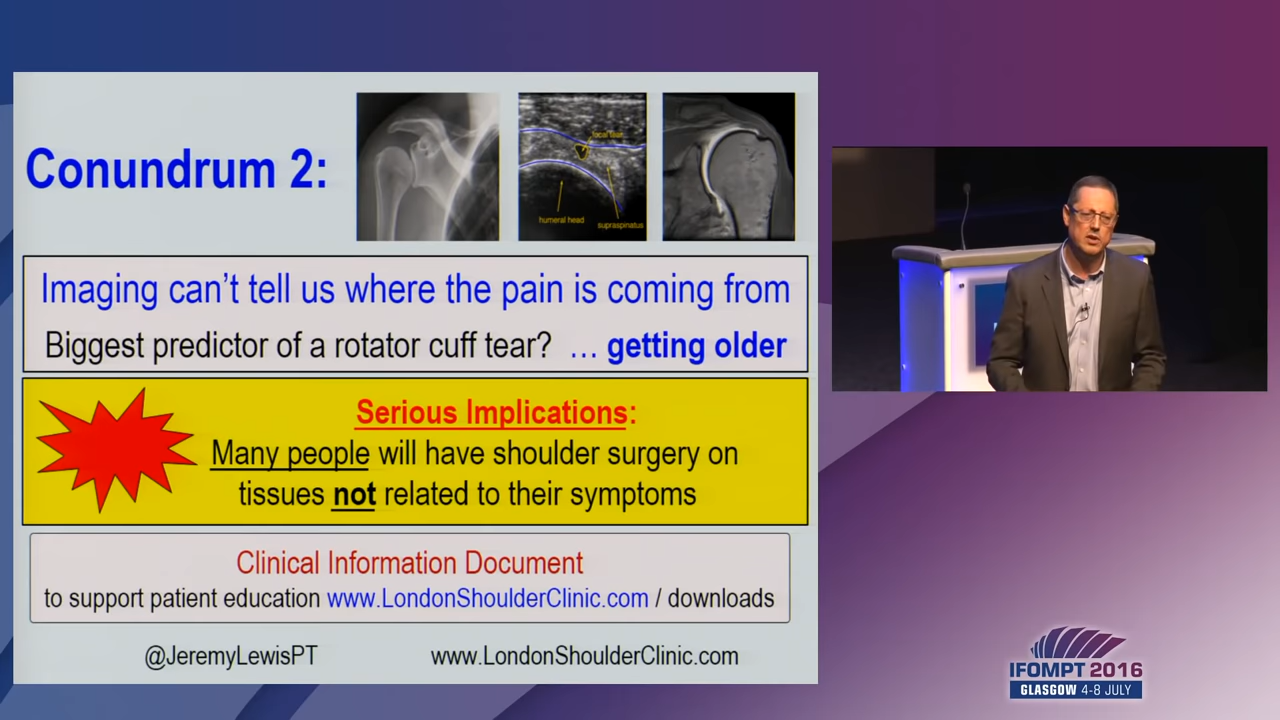 Conundrum 2:
focal tear
humeral head
supraspinatus
Imaging can't tell us where the pain is coming from
Biggest predictor of a rotator cuff tear? ... getting older
Serious Implications:
Many people will have shoulder surgery on
tissues not related to their symptoms
Clinical Information Document
to support patient education www.LondonShoulderClinic.com / downloads
@JeremyLewisPT
www.LondonShoulderClinic.com
IFOMPT 2016
GLASGOW 4-8 JULY